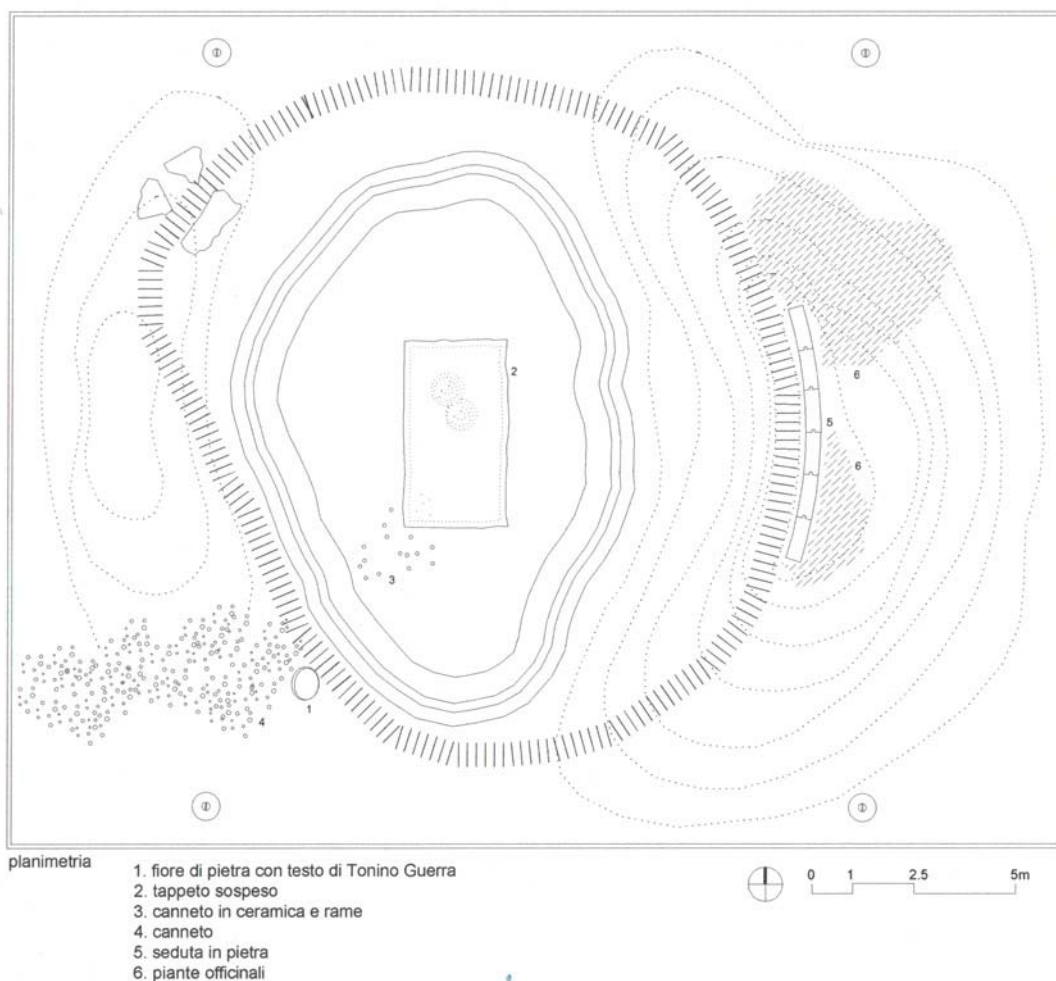 2
6
5
6
3
4
1
planimetria
1. fiore di pietra con testo di Tonino Guerra
2. tappeto sospeso
3. canneto in ceramica e rame
4. canneto
5. seduta in pietra
6. piante officinali
0 1 2.5 5m